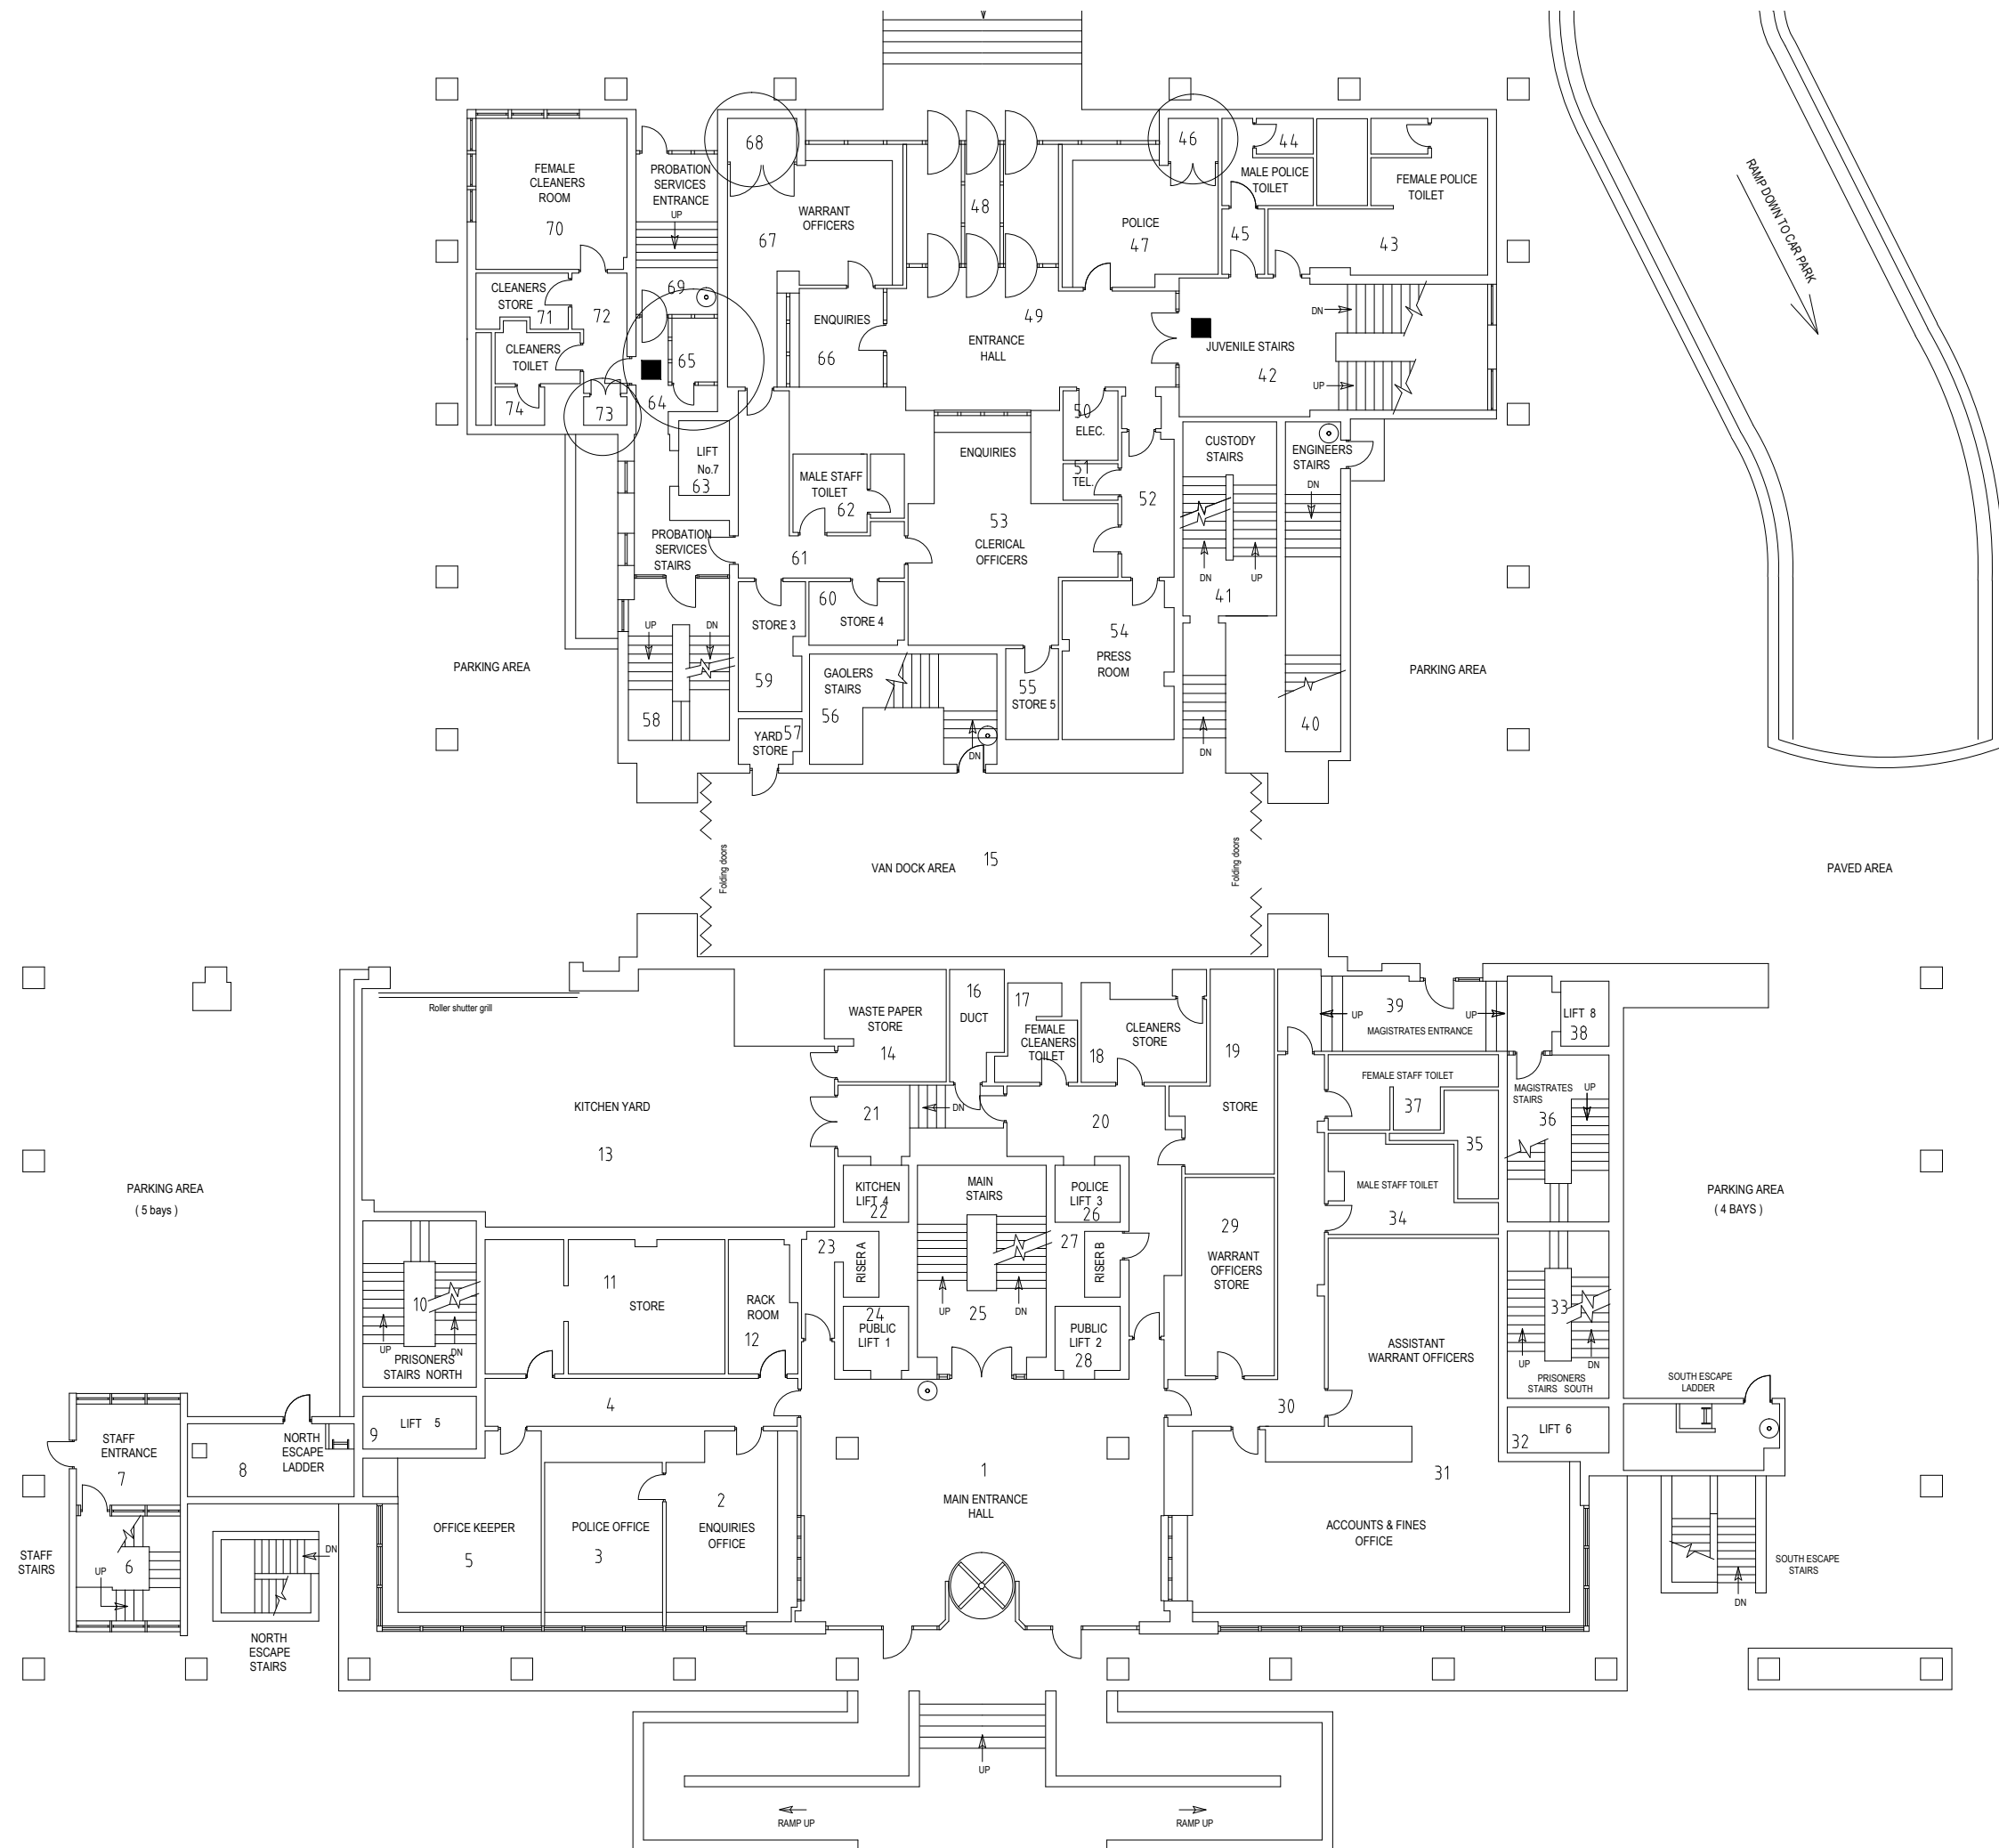 68
46
44
FEMALE
CLEANERS
ROOM
70
PROBATION
SERVICES
ENTRANCE
UP
WARRANT
OFFICERS
67
48
POLICE
47
MALE POLICE
TOILET
45
FEMALE POLICE
TOILET
43
RAMP DOWN TO CAR PARK
CLEANERS
STORE
71
72
69
65
64
CLEANERS
TOILET
74
73
ENQUIRIES
66
49
ENTRANCE
HALL
JUVENILE STAIRS
42
DN
UP
50
ELEC.
51
TEL.
52
LIFT
No.7
63
MALE STAFF
TOILET
62
ENQUIRIES
53
CLERICAL
OFFICERS
CUSTODY
STAIRS
DN
UP
41
ENGINEERS
STAIRS
DN
PROBATION
SERVICES
STAIRS
61
60
STORE 4
STORE 3
59
UP
DN
58
54
PRESS
ROOM
55
STORE 5
GAOLERS
STAIRS
56
DN
YARD
STORE
57
DN
40
PARKING AREA
PARKING AREA
Folding doors
VAN DOCK AREA
15
Folding doors
PAVED AREA
Roller shutter grill
KITCHEN YARD
13
WASTE PAPER
STORE
14
16
DUCT
17
FEMALE
CLEANERS
TOILET
18
CLEANERS
STORE
19
STORE
39
UP
UP
MAGISTRATES ENTRANCE
LIFT 8
38
FEMALE STAFF TOILET
37
35
MAGISTRATES
STAIRS
UP
36
21
DN
20
PARKING AREA
( 5 bays )
KITCHEN
LIFT 4
22
MAIN
STAIRS
POLICE
LIFT 3
26
MALE STAFF TOILET
34
PARKING AREA
( 4 BAYS )
23
RISER A
27
RISER B
29
WARRANT
OFFICERS
STORE
10
UP
DN
PRISONERS
STAIRS NORTH
11
STORE
RACK
ROOM
12
24
PUBLIC
LIFT 1
UP
25
DN
PUBLIC
LIFT 2
28
ASSISTANT
WARRANT OFFICERS
33
UP
DN
PRISONERS
STAIRS SOUTH
SOUTH ESCAPE
LADDER
4
30
9
LIFT 5
32
LIFT 6
STAFF
ENTRANCE
7
8
NORTH
ESCAPE
LADDER
OFFICE KEEPER
5
POLICE OFFICE
3
2
ENQUIRIES
OFFICE
1
MAIN ENTRANCE
HALL
31
ACCOUNTS & FINES
OFFICE
STAFF
STAIRS
UP
6
DN
NORTH
ESCAPE
STAIRS
SOUTH ESCAPE
STAIRS
DN
UP
RAMP UP
RAMP UP